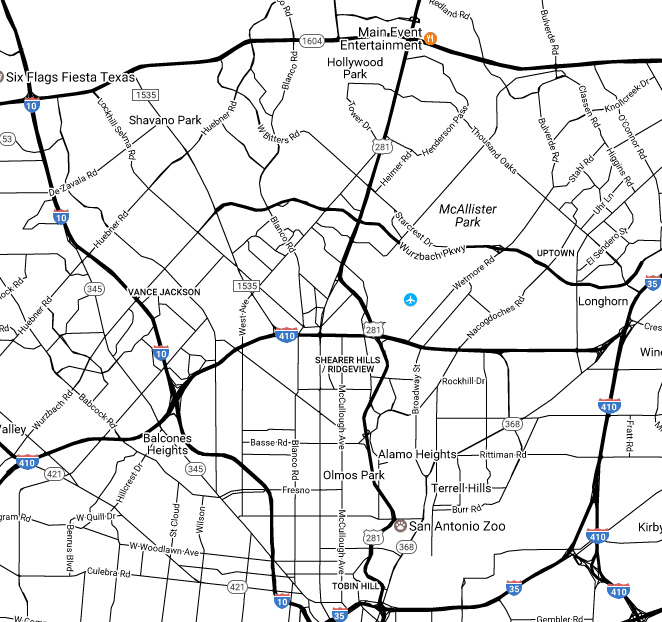 Redland Rd
Blanco Rd
1604
Main Event
Entertainment
Bulverde Rd
Hollywood
Park
Six Flags Fiesta Texas
10
1535
Shavano Park
Lockhill Selma Rd
Huebner Rd
W Bitters Rd
Tower Dr
281
Henderson Pass
Thousand Oaks
Classen Rd
Knollcreek Dr
O'Connor Rd
Bulverde Rd
Higgins Rd
Stahl Rd
53
De Zavala Rd
Heimer Rd
Uhr Ln
10
Huebner Rd
Blanco Rd
Starcrest Dr
McAllister
Park
Wurzbach Pkwy
El Sendero St
UPTOWN
Wetmore Rd
35
345
VANCE JACKSON
1535
Longhorn
Huebner Rd
West Ave
Nacogdoches Rd
410
281
10
SHEARER HILLS
/ RIDGEVIEW
Rockhill Dr
Broadway St
McCullough Ave
410
Wurzbach Rd
Babcock Rd
368
Fratt Rd
Balcones
Heights
Basse Rd
Blanco Rd
Alamo Heights
Rittiman Rd
410
421
345
Hillcrest Dr
Olmos Park
Fresno
Terrell Hills
Burr Rd
W Quill Dr
St Cloud
Wilson
McCullough Ave
San Antonio Zoo
281
368
Kirby
410
W Woodlawn Ave
Culebra Rd
421
TOBIN HILL
35
410
10
35
Gembler Rd